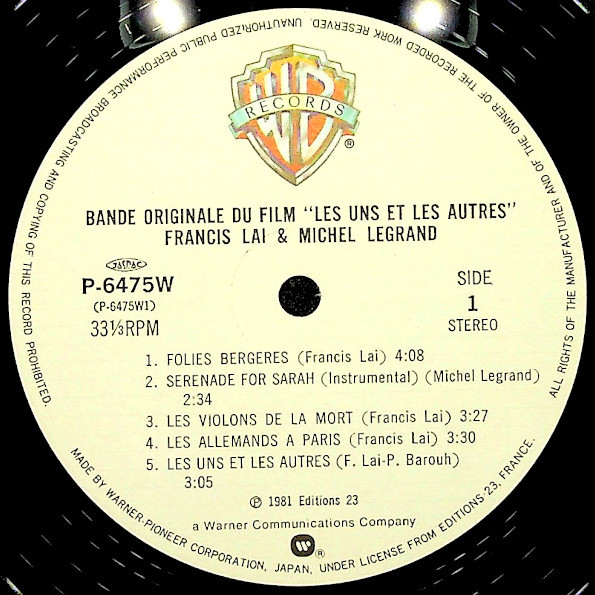 ALL RIGHTS OF THE MANUFACTURER AND OF THE OWNER OF THE RECORDED WORK RESERVED. UNAUTHORIZED PUBLIC PERFORMANCE BROADCASTING AND COPYING OF THIS RECORD PROHIBITED.
WB
RECORDS
®
BANDE ORIGINALE DU FILM "LES UNS ET LES AUTRES"
FRANCIS LAI & MICHEL LEGRAND
JASRAC
P-6475W
(P-6475W1)
33⅓RPM
SIDE
1
STEREO
1. FOLIES BERGERES (Francis Lai) 4:08
2. SERENADE FOR SARAH (Instrumental) (Michel Legrand)
2:34
3. LES VIOLONS DE LA MORT (Francis Lai) 3:27
4. LES ALLEMANDS A PARIS (Francis Lai) 3:30
5. LES UNS ET LES AUTRES (F. Lai-P. Barouh)
3:05
℗ 1981 Editions 23
a Warner Communications Company
®
MADE BY WARNER-PIONEER CORPORATION, JAPAN, UNDER LICENSE FROM EDITIONS 23, FRANCE.